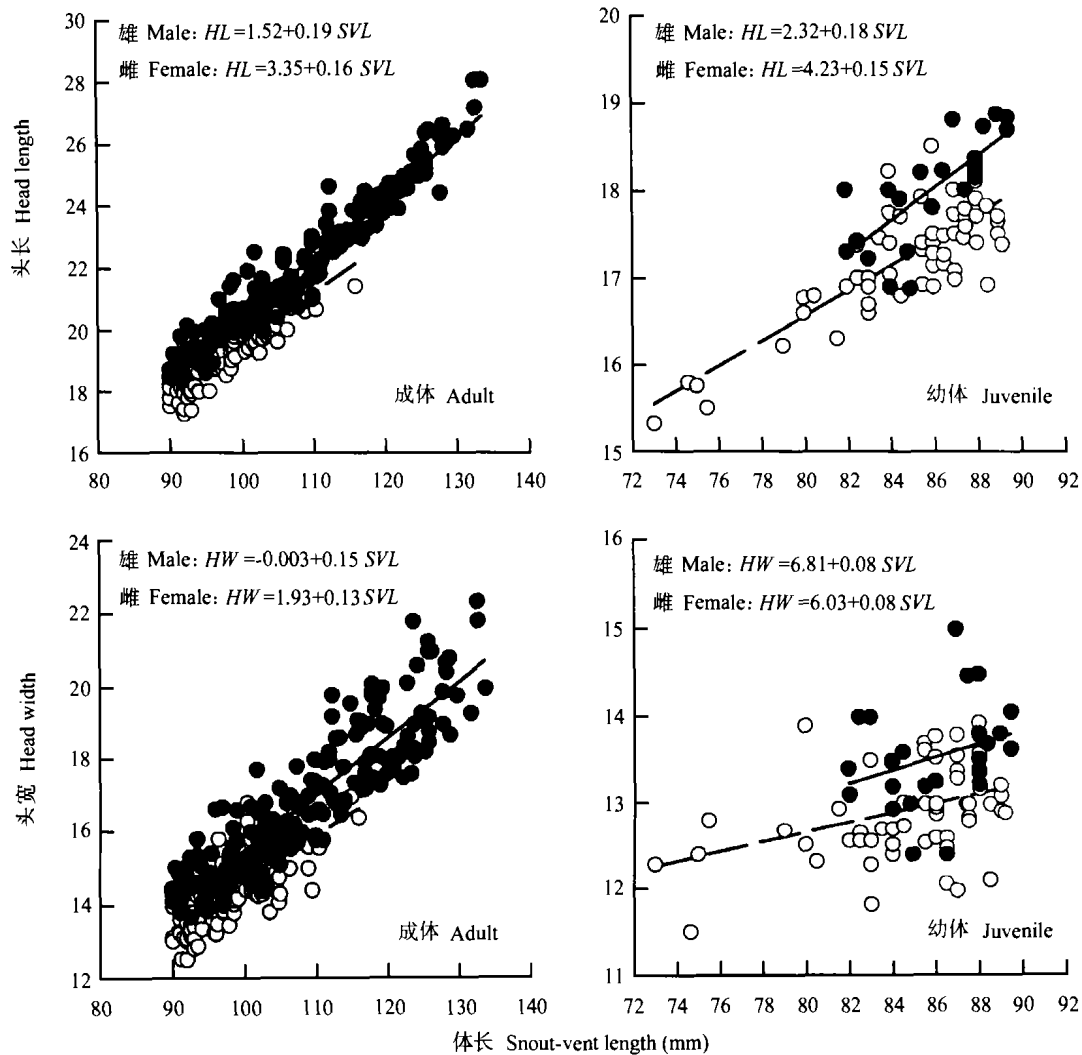 雄 Male: HL=1.52+0.19 SVL
雌 Female: HL=3.35+0.16 SVL
30
28
26
24
22
20
18
16
头长 Head length
成体 Adult
80 90 100 110 120 130 140
雄 Male: HL=2.32+0.18 SVL
雌 Female: HL=4.23+0.15 SVL
20
19
18
17
16
15
幼体 Juvenile
72 74 76 78 80 82 84 86 88 90 92
雄 Male: HW=-0.003+0.15 SVL
雌 Female: HW=1.93+0.13 SVL
24
22
20
18
16
14
12
头宽 Head width
成体 Adult
80 90 100 110 120 130 140
雄 Male: HW=6.81+0.08 SVL
雌 Female: HW=6.03+0.08 SVL
16
15
14
13
12
11
幼体 Juvenile
72 74 76 78 80 82 84 86 88 90 92
体长 Snout-vent length (mm)